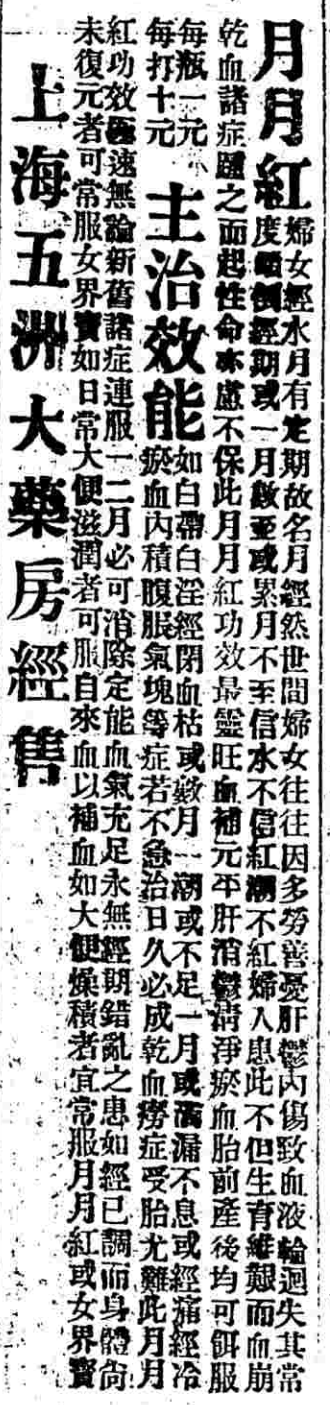 月月紅
婦女經水月有定期故名月經然世間婦女往往因多勞善憂肝鬱內傷致血液輪迴失其常
度錯倒經期或一月數至或累月不至信水不信紅潮不紅婦人患此不但生育維艱而血崩
乾血諸症隨之而起性命亦慮不保此月月紅功效最靈旺血補元平肝消鬱清淨瘀血胎前產後均可餌服
每瓶一元
每打十元
主治效能
如白帶白淫經閉血枯或數月一潮或不足一月或漏不息或經痛經冷
瘀血內積腹脹氣塊等症若不急治日久必成乾血癆症受胎尤難此月月
紅功效極速無論新舊諸症連服一二月必可消除定能血氣充足永無經期錯亂之患如經已調而身體尙
未復元者可常服女界寶如日常大便滋潤者可服自來血以補血如大便燥積者宜常服月月紅或女界寶
上海五洲大藥房經售